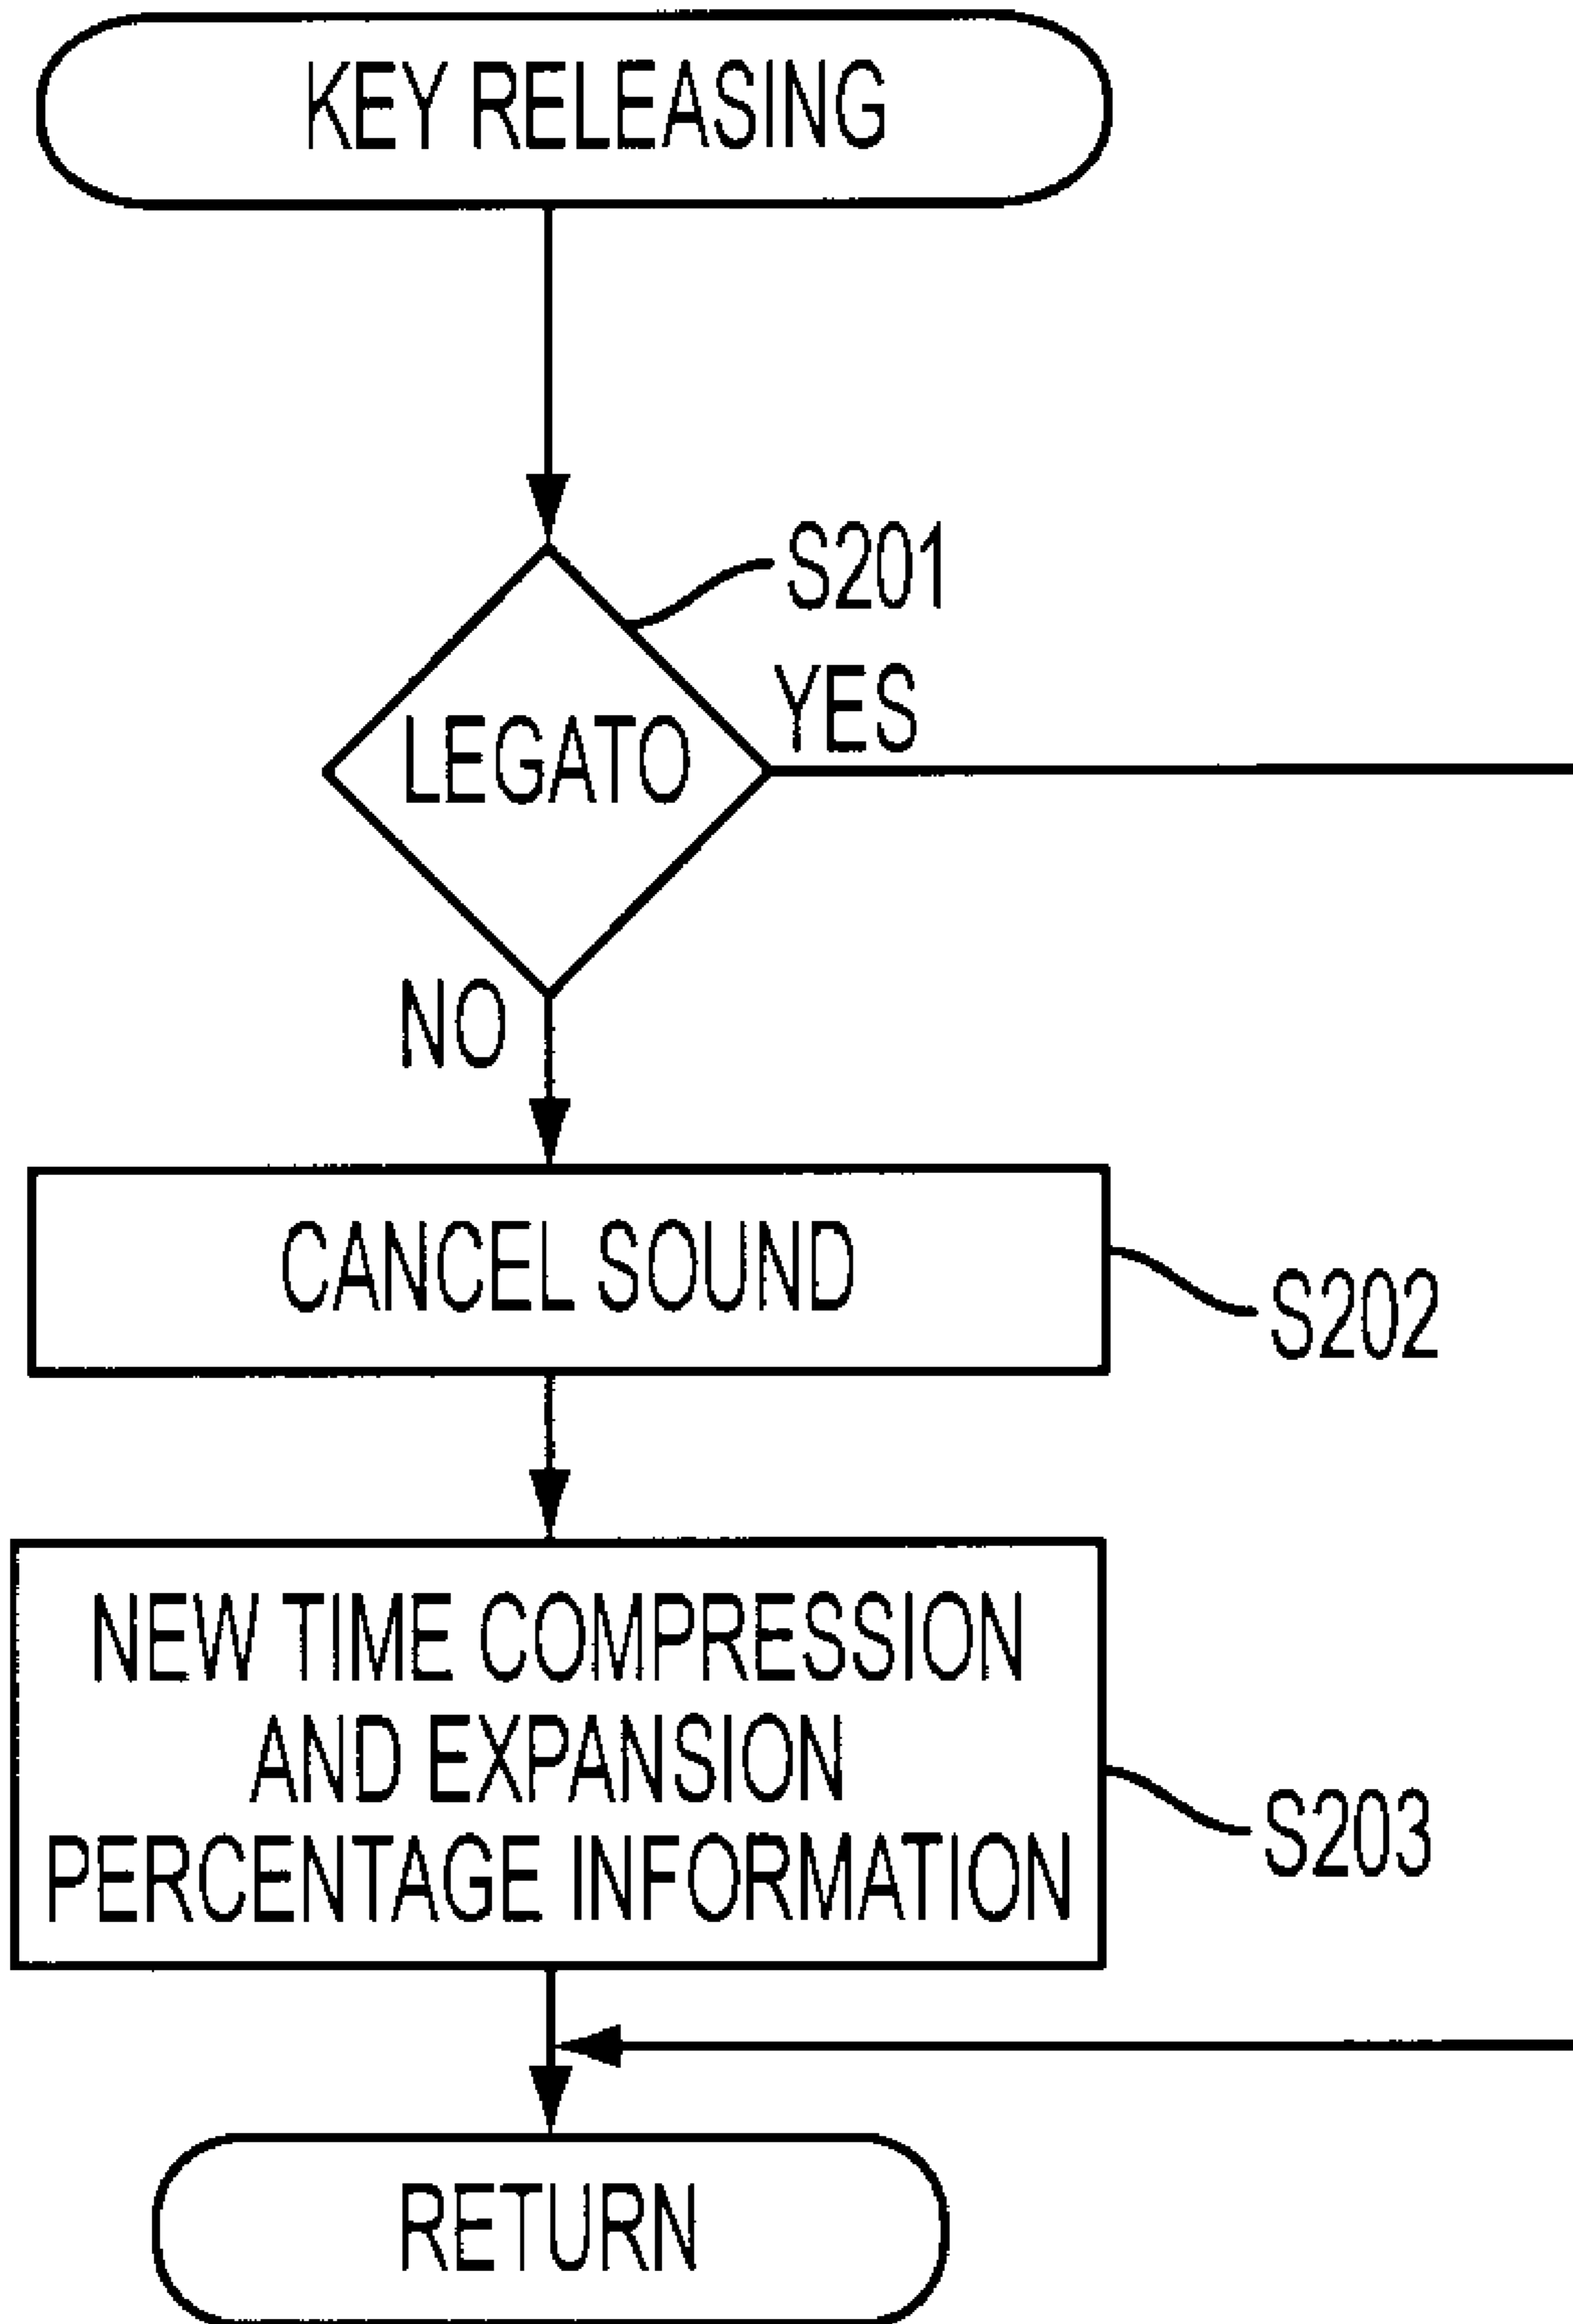 KEY RELEASING
S201
YES
LEGATO
NO
CANCEL SOUND
S202
NEW TIME COMPRESSION
AND EXPANSION
PERCENTAGE INFORMATION
S203
RETURN